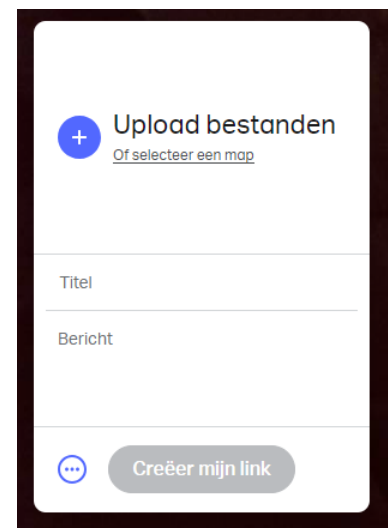 Upload bestanden
Of selecteer een map
Titel
Bericht
Creëer mijn link